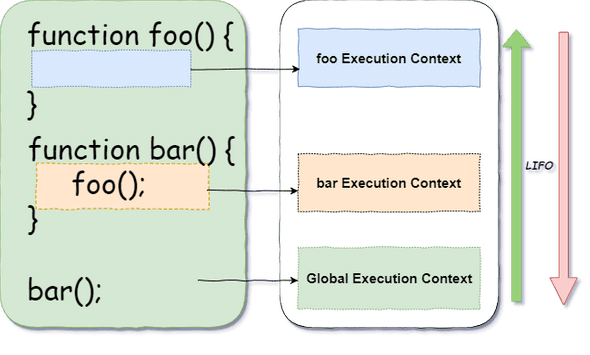 function foo() {
foo Execution Context
}
function bar() {
foo();
bar Execution Context
}
bar();
Global Execution Context
LIFO